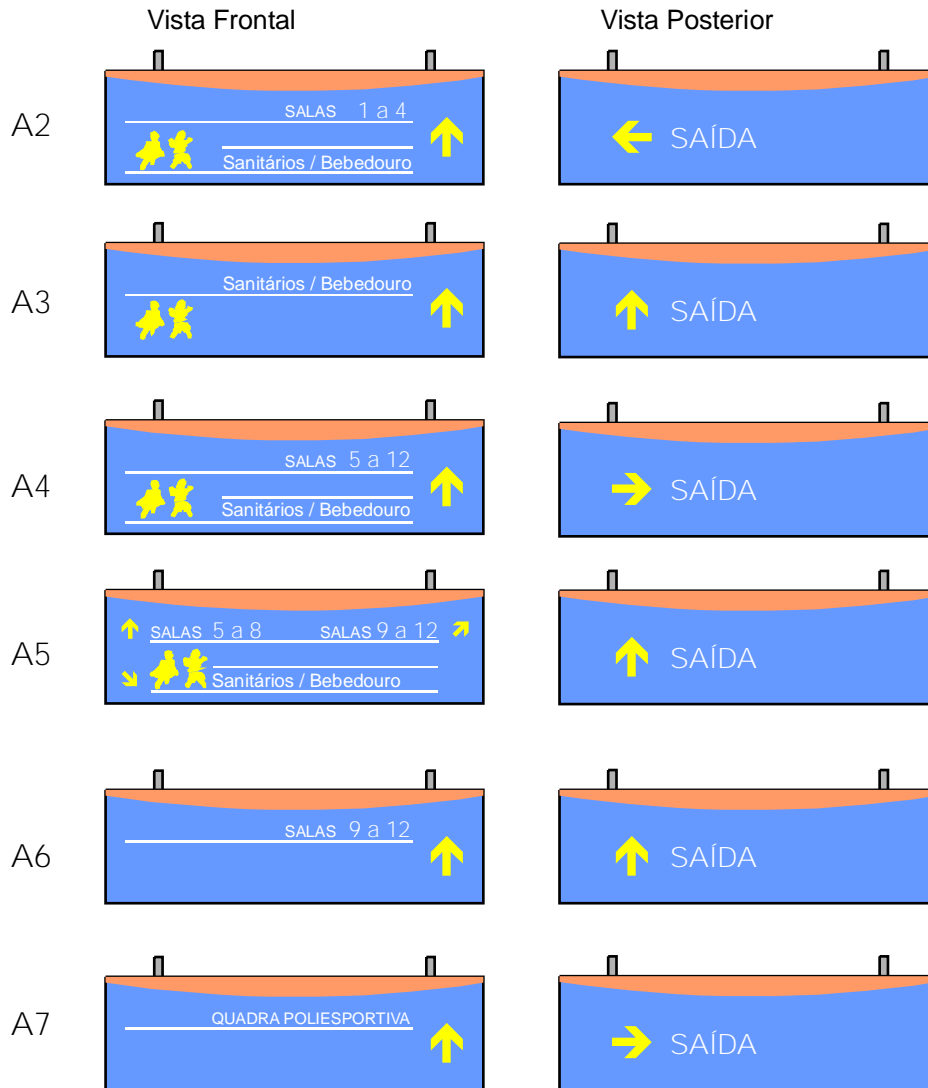 Vista Frontal Vista Posterior
A2
SALAS 1 a 4
Sanitários / Bebedouro
SAÍDA
A3
Sanitários / Bebedouro
SAÍDA
A4
SALAS 5 a 12
Sanitários / Bebedouro
SAÍDA
A5
SALAS 5 a 8 SALAS 9 a 12
Sanitários / Bebedouro
SAÍDA
A6
SALAS 9 a 12
SAÍDA
A7
QUADRA POLIESPORTIVA
SAÍDA